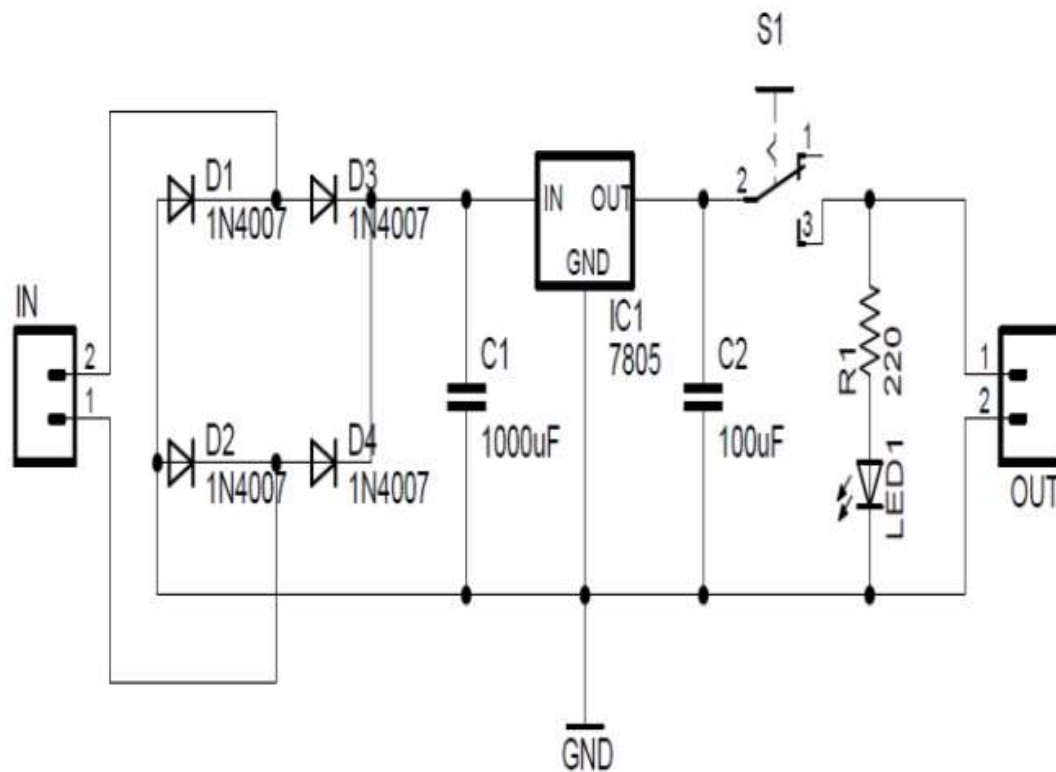 S1
1
2
3
D1
1N4007
D3
1N4007
IN
OUT
GND
IC1
7805
IN
2
1
C1
1000uF
C2
100uF
R1
220
1
2
OUT
D2
1N4007
D4
1N4007
LED1
GND